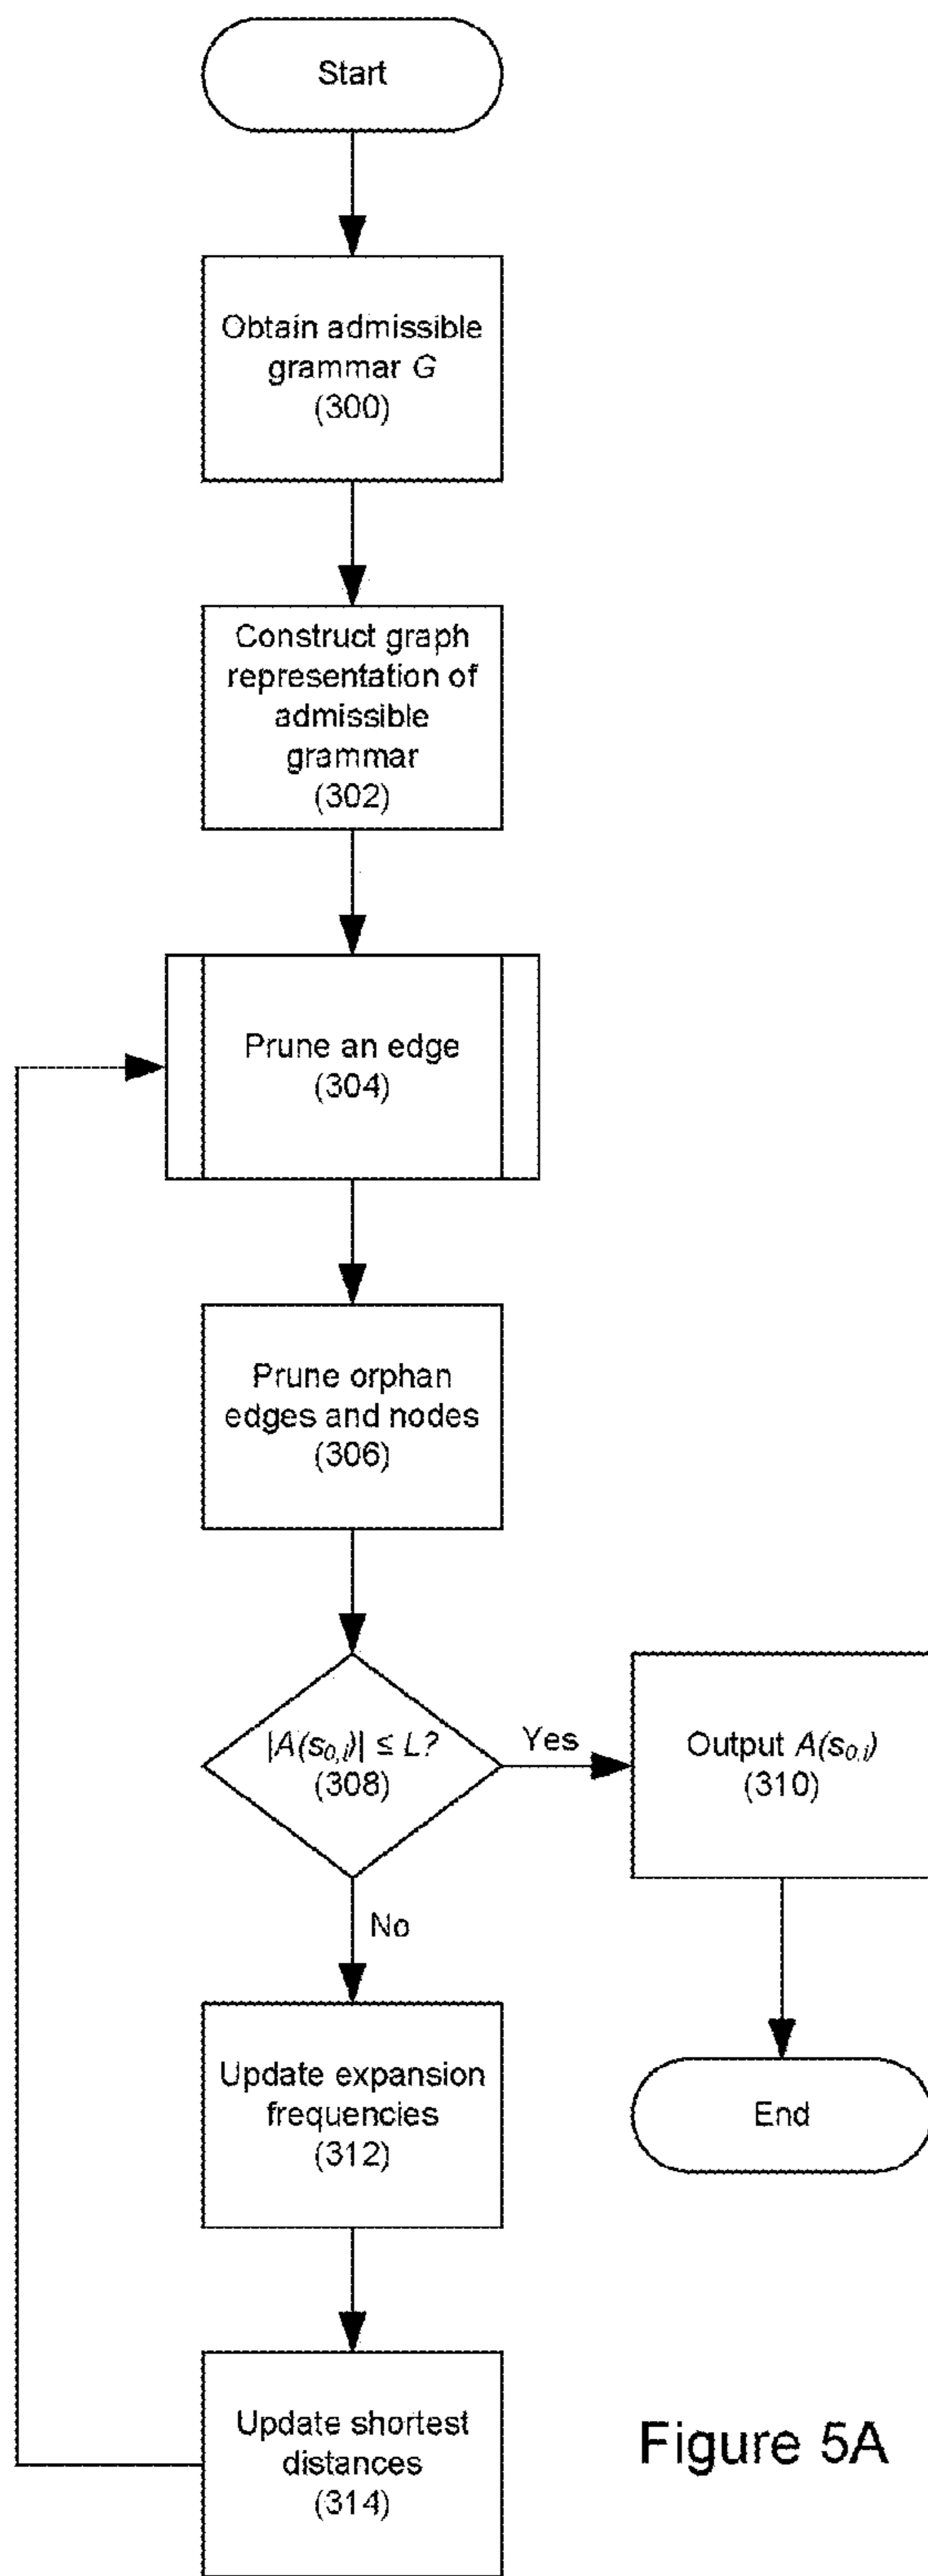 Start
Obtain admissible
grammar G
(300)
Construct graph
representation of
admissible
grammar
(302)
Prune an edge
(304)
Prune orphan
edges and nodes
(306)
|A(s₀,ᵢ)| ≤ L?
(308)
Yes
Output A(s₀,ᵢ)
(310)
No
Update expansion
frequencies
(312)
End
Update shortest
distances
(314)
Figure 5A